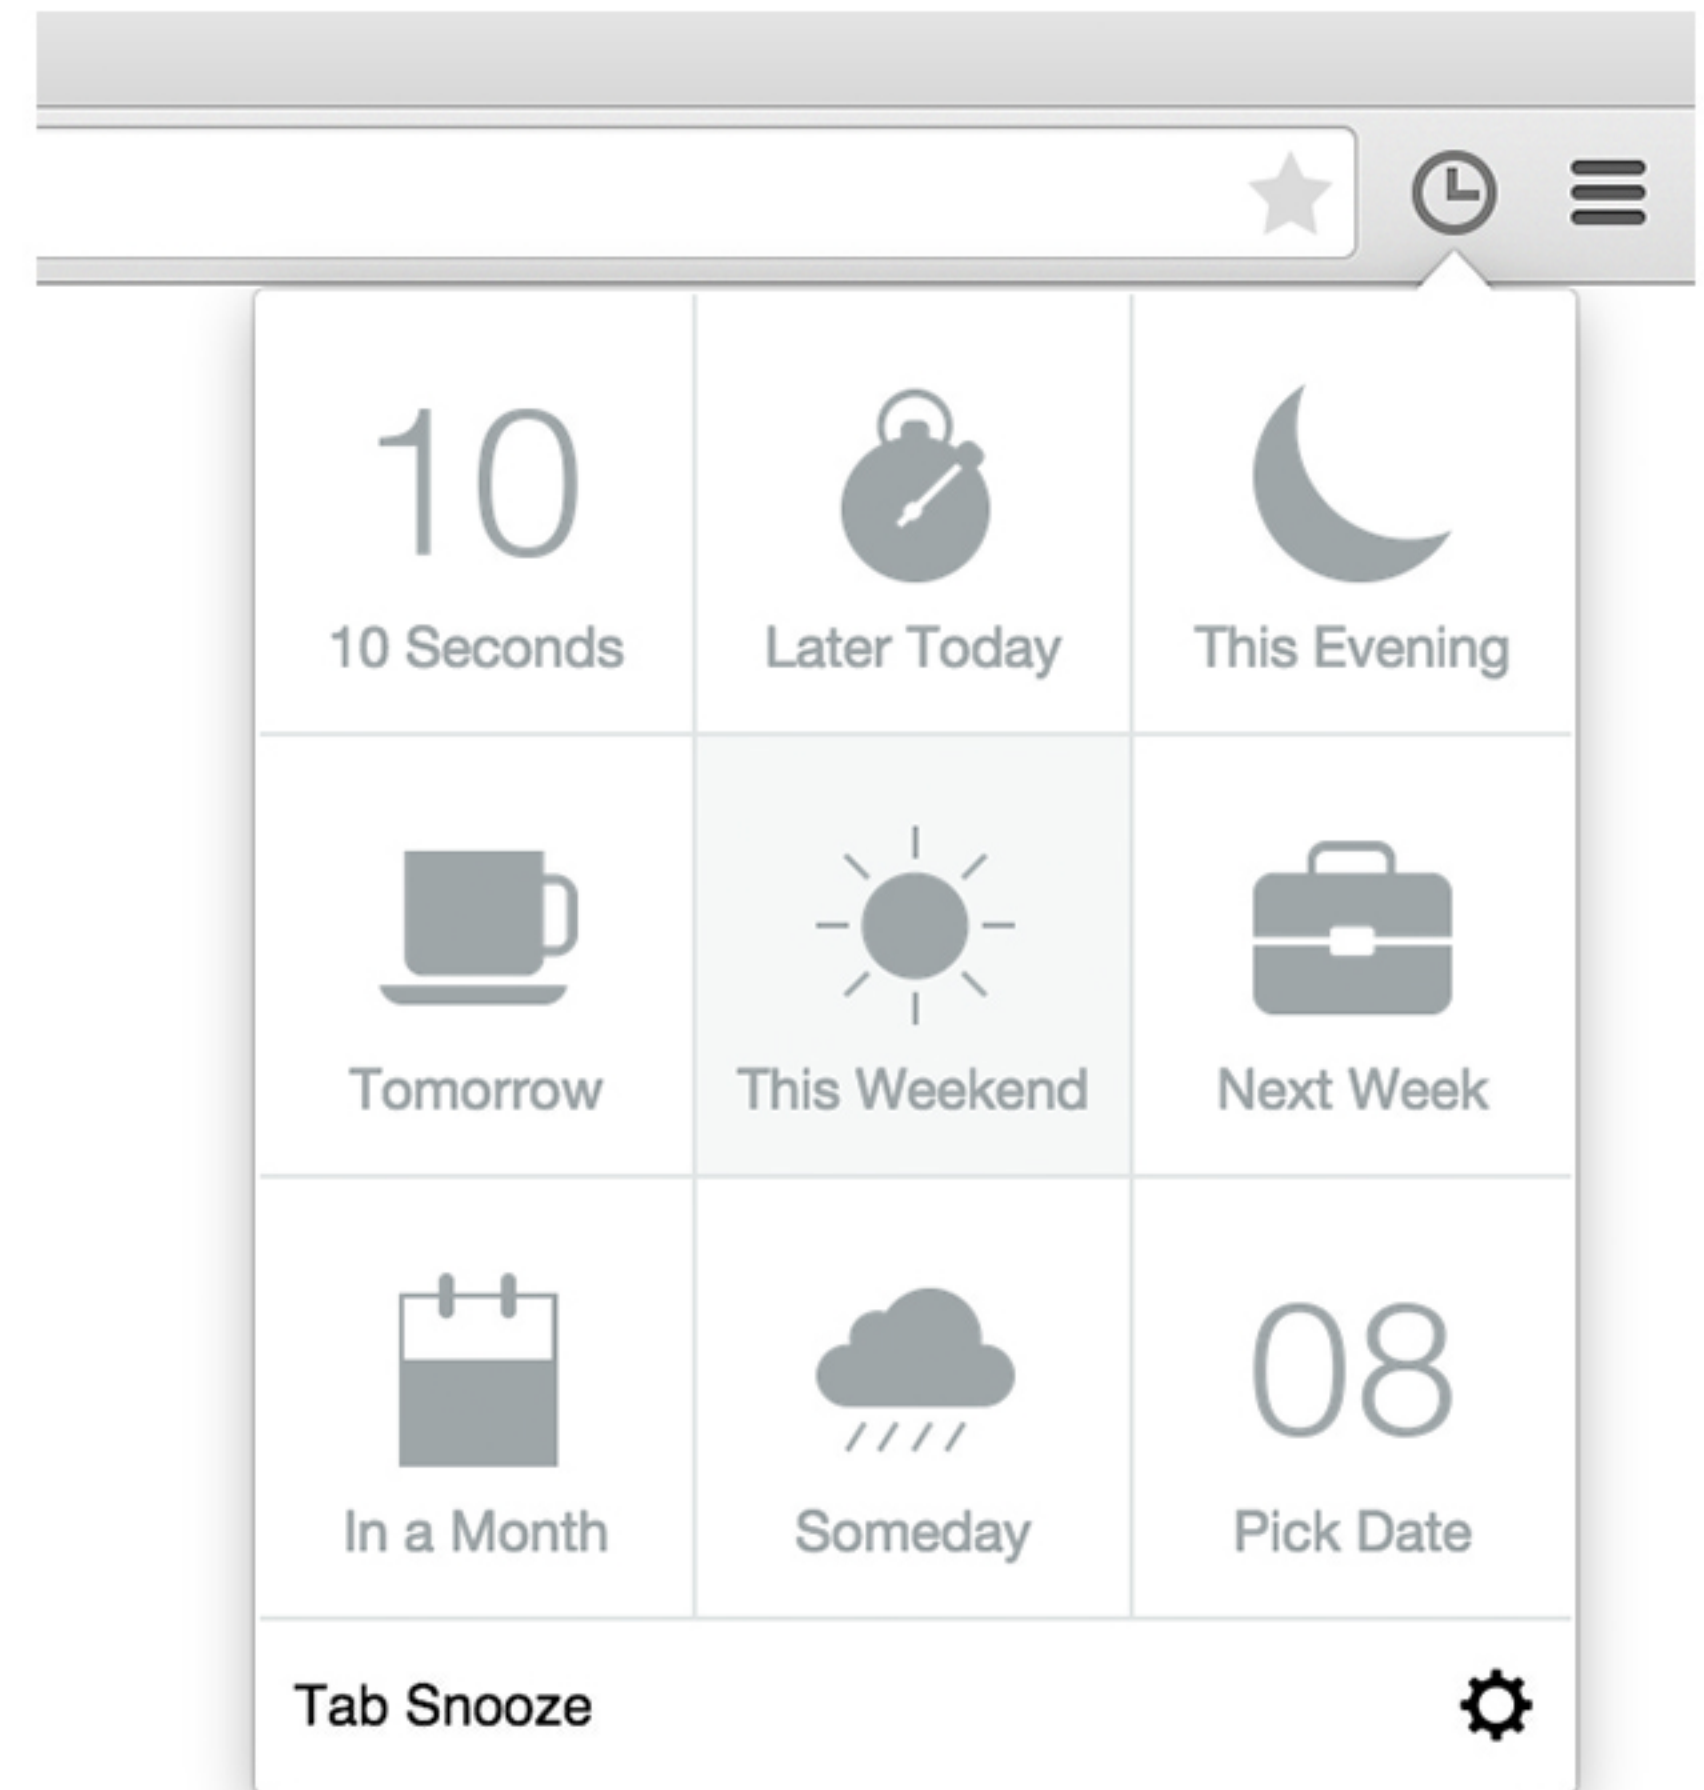 10
10 Seconds
Later Today
This Evening
Tomorrow
This Weekend
Next Week
In a Month
Someday
08
Pick Date
Tab Snooze